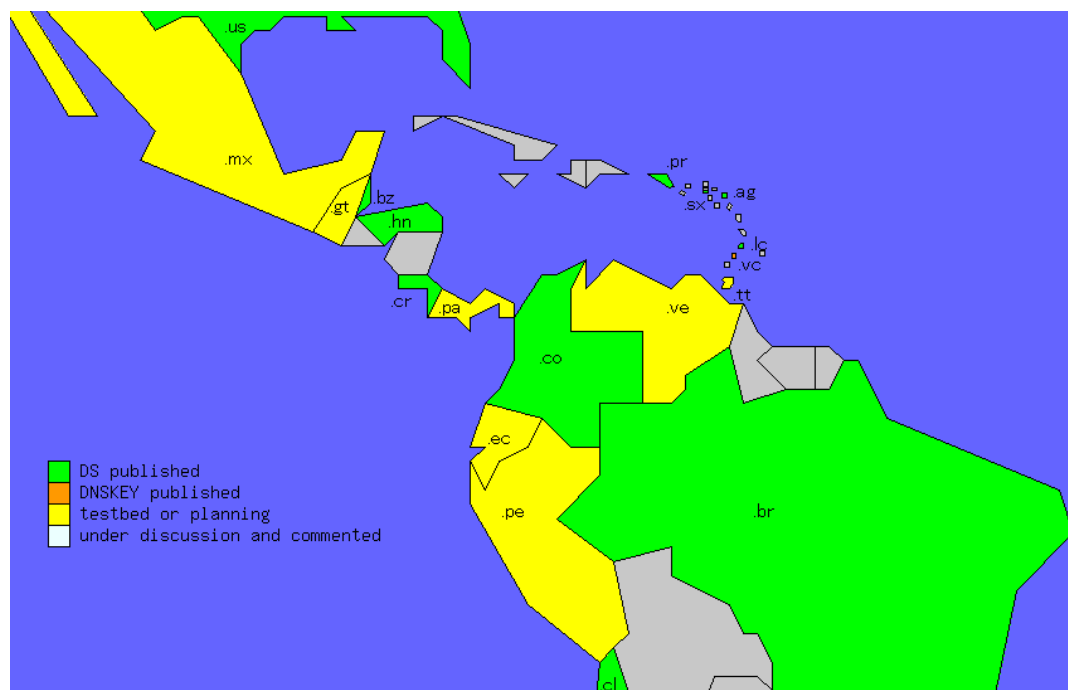 .us
.mx
.pr
.ag
.bz
.gt
.sx
.hn
.lc
.vc
.tt
.cr
.pa
.ve
.co
.ec
DS published
DNSKEY published
.pe
.br
testbed or planning
under discussion and commented
.cl